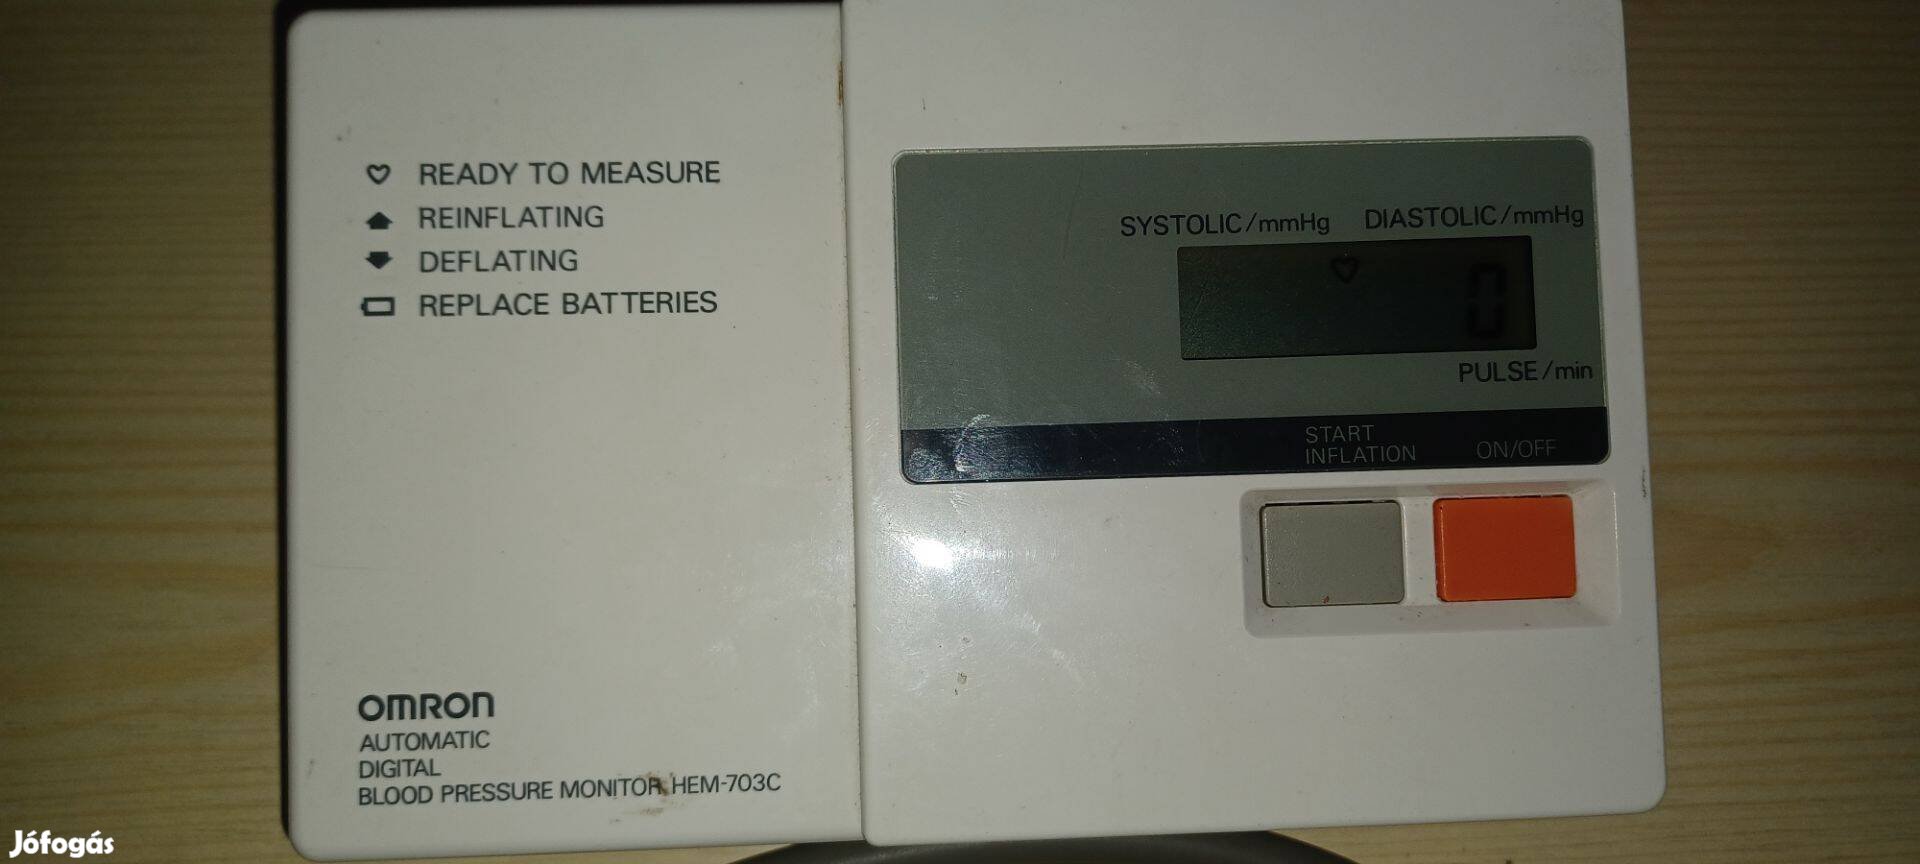 READY TO MEASURE
REINFLATING
DEFLATING
REPLACE BATTERIES
OMRON
AUTOMATIC
DIGITAL
BLOOD PRESSURE MONITOR HEM-703C
SYSTOLIC/mmHg DIASTOLIC/mmHg
0
PULSE/min
START
INFLATION
ON/OFF
Jófogás